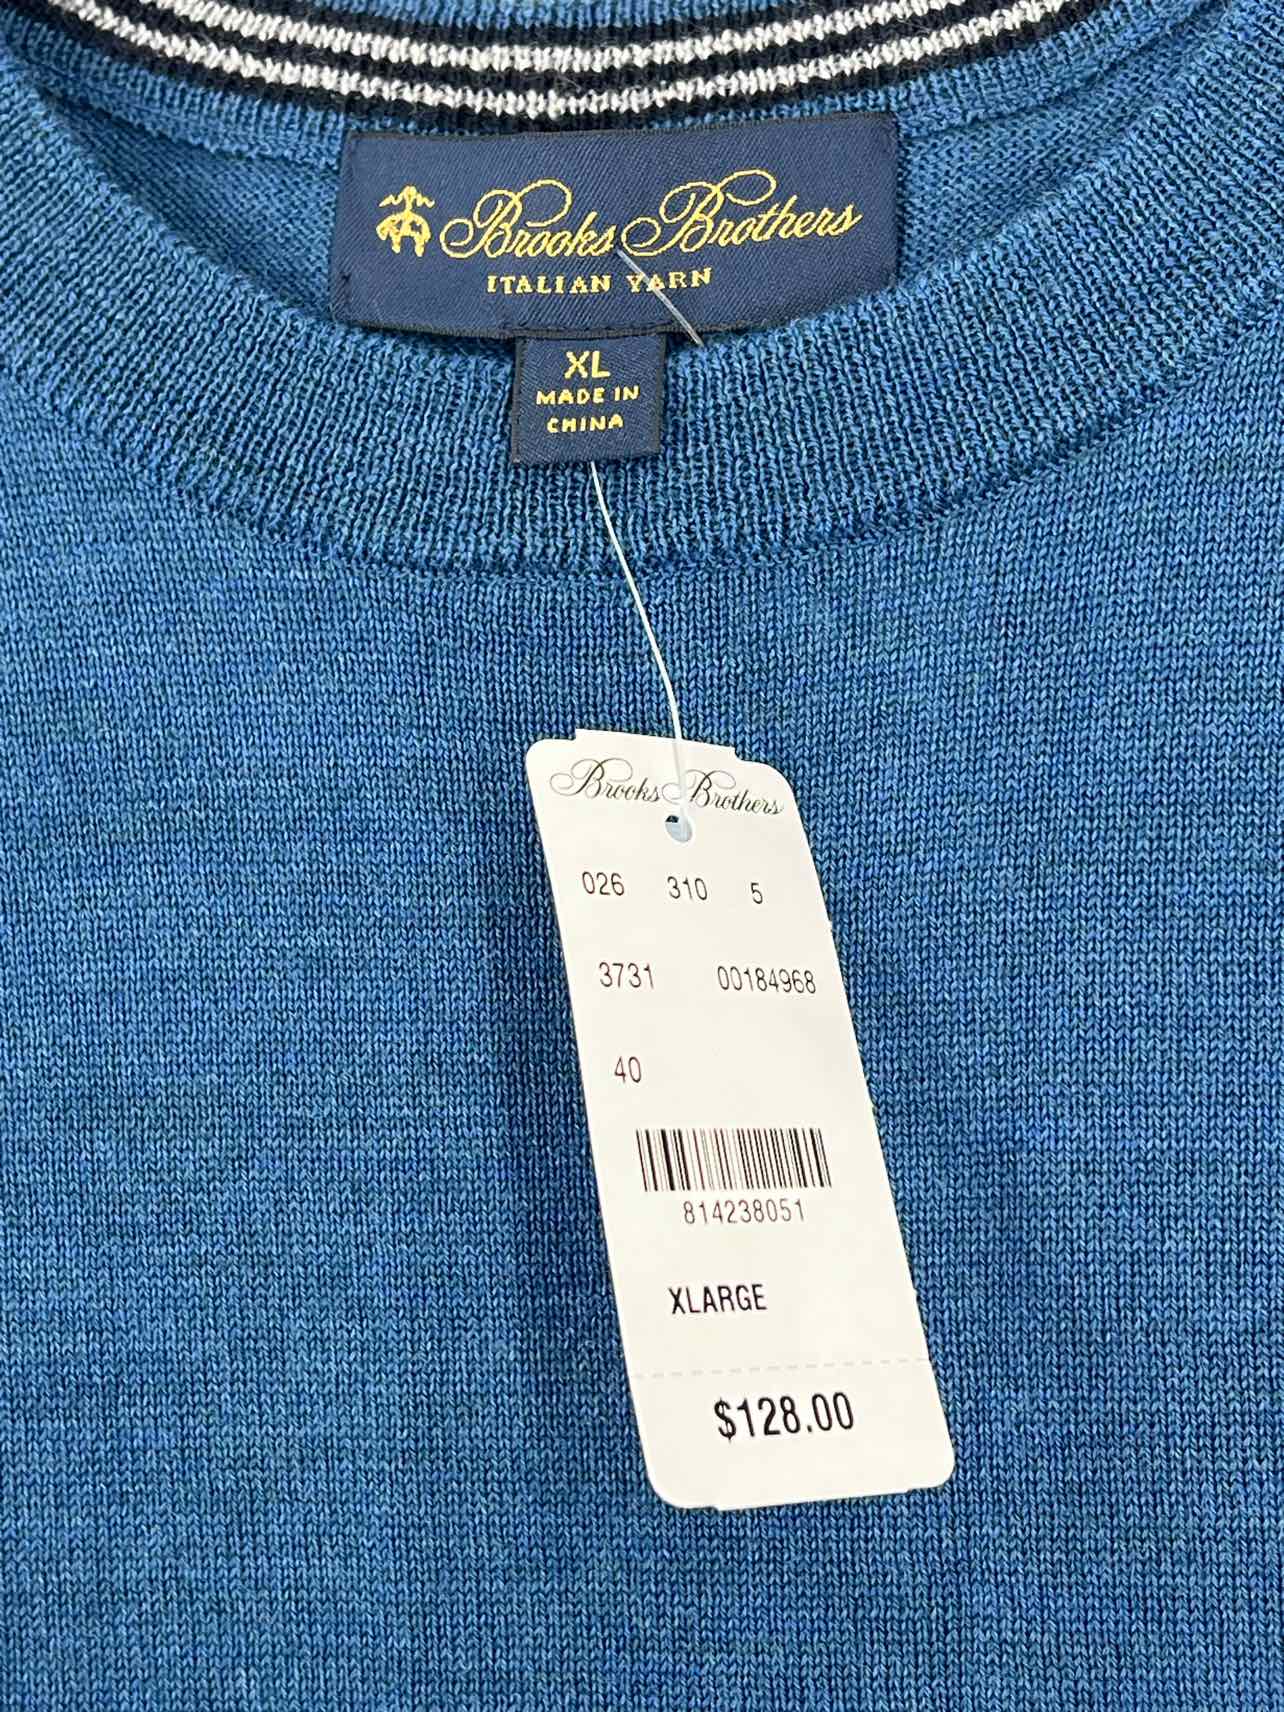 Brooks Brothers
ITALIAN YARN
XL
MADE IN
CHINA
Brooks Brothers
026 310 5
3731 00184968
40
814238051
XLARGE
$128.00